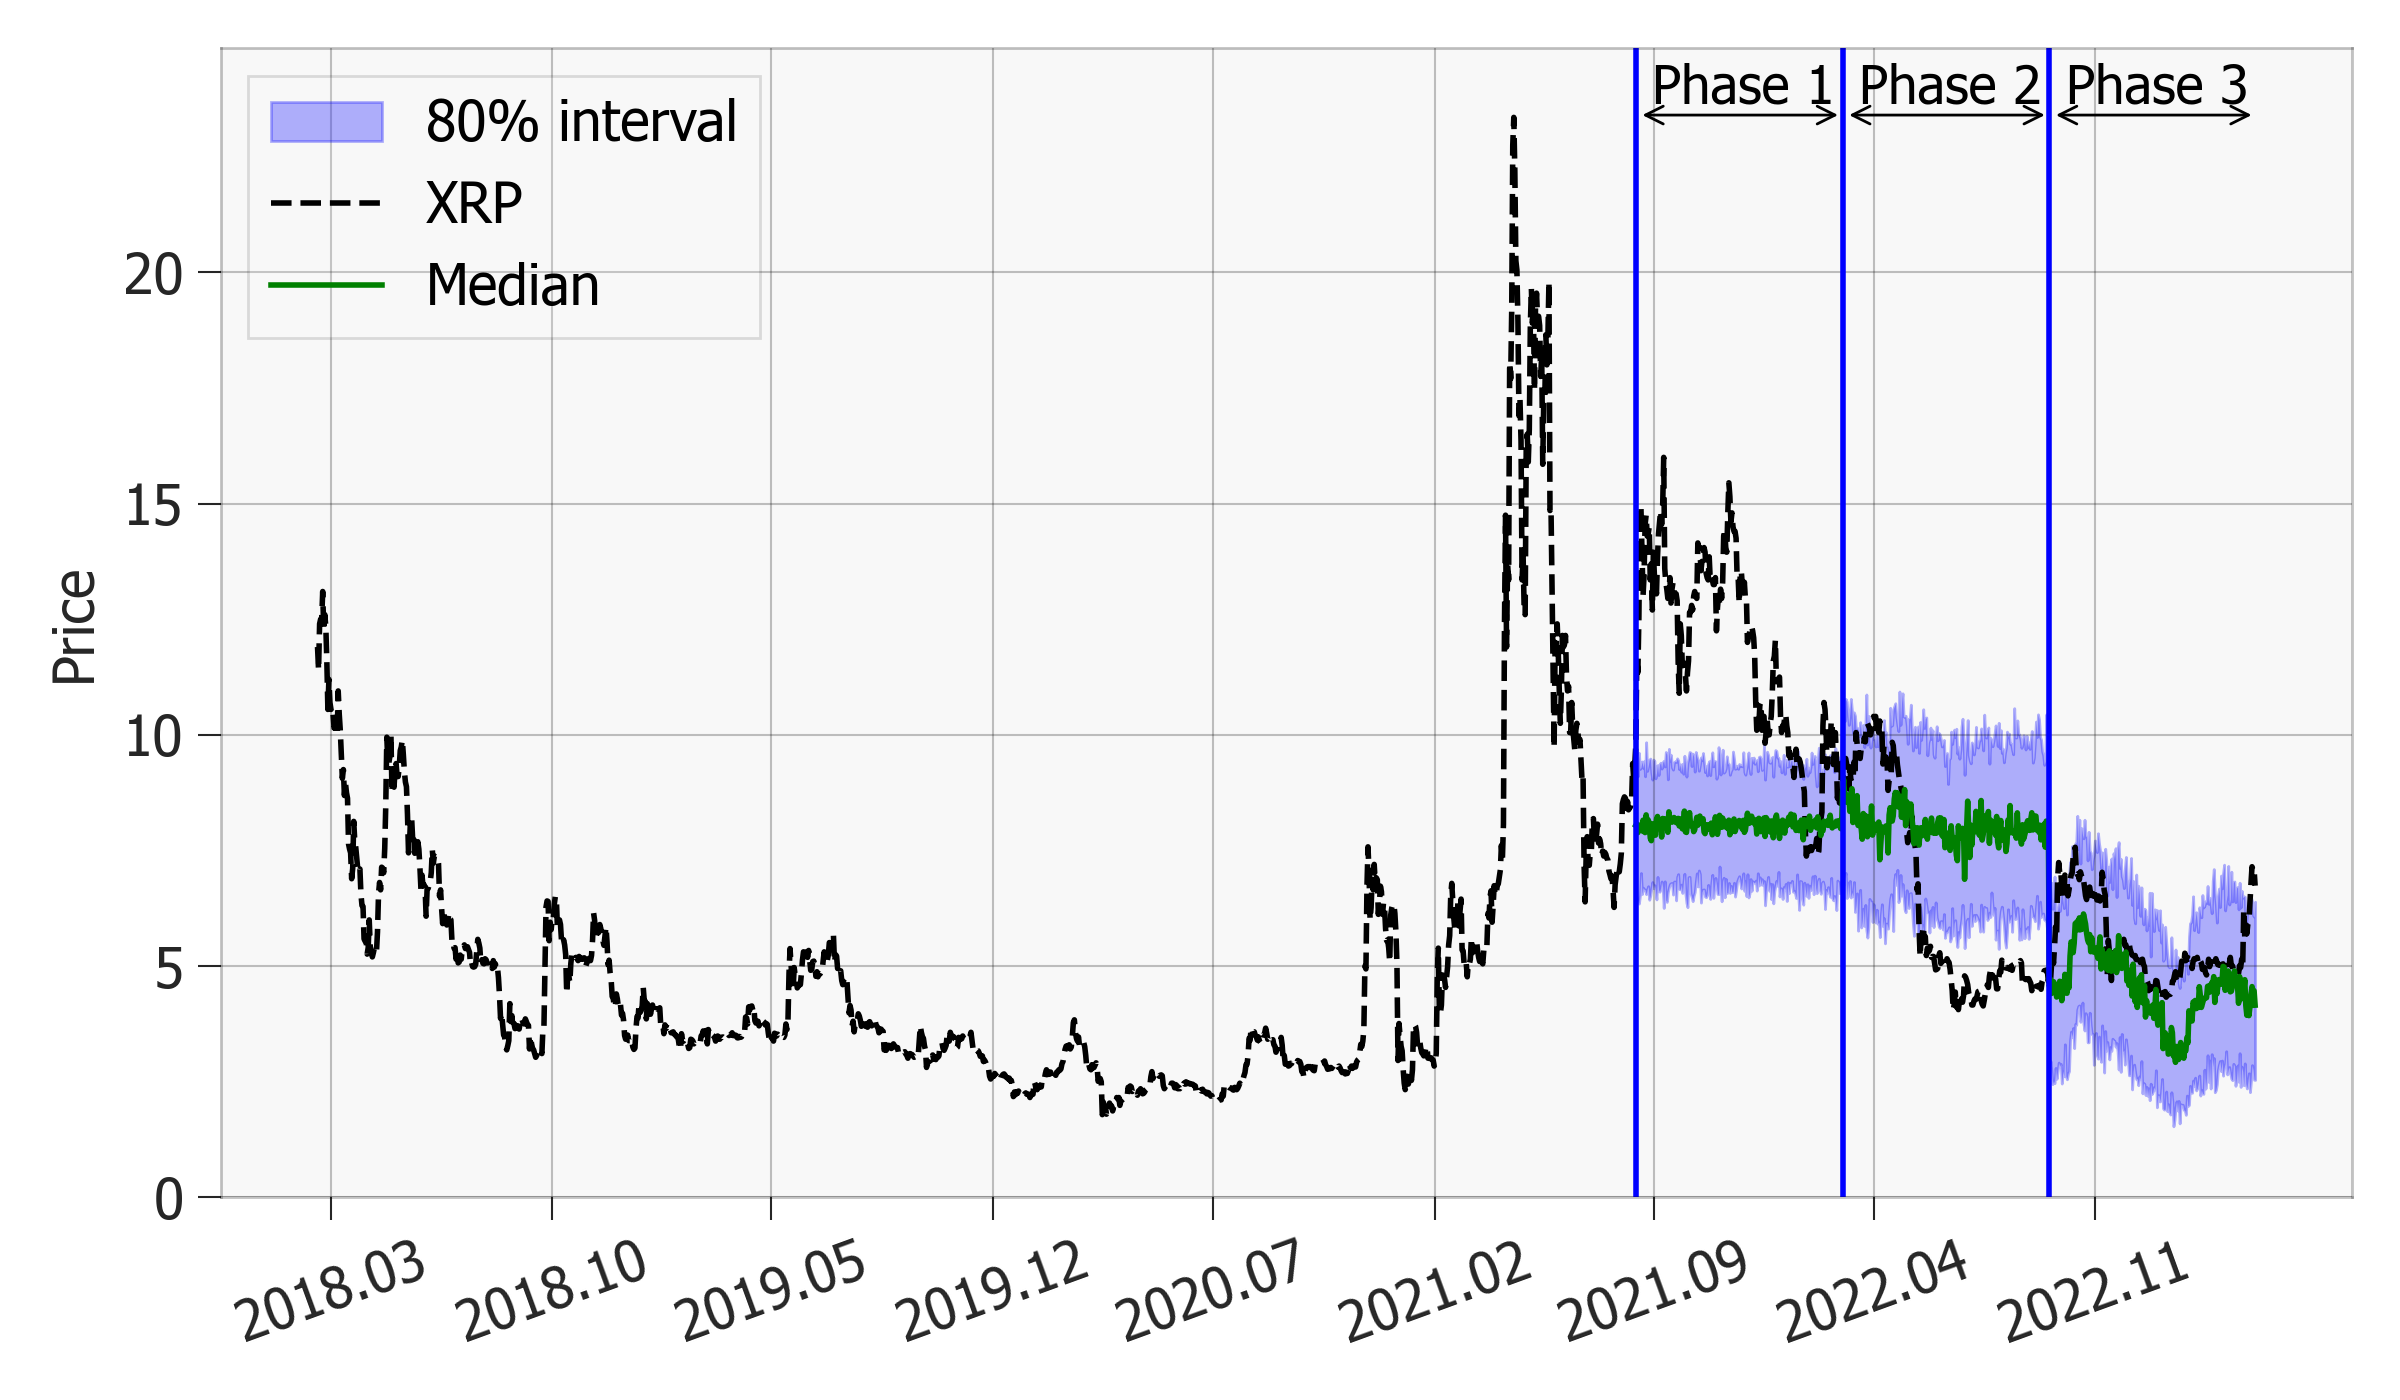 80% interval
XRP
Median
Phase 1
Phase 2
Phase 3
Price
20
15
10
5
0
2018.03
2018.10
2019.05
2019.12
2020.07
2021.02
2021.09
2022.04
2022.11